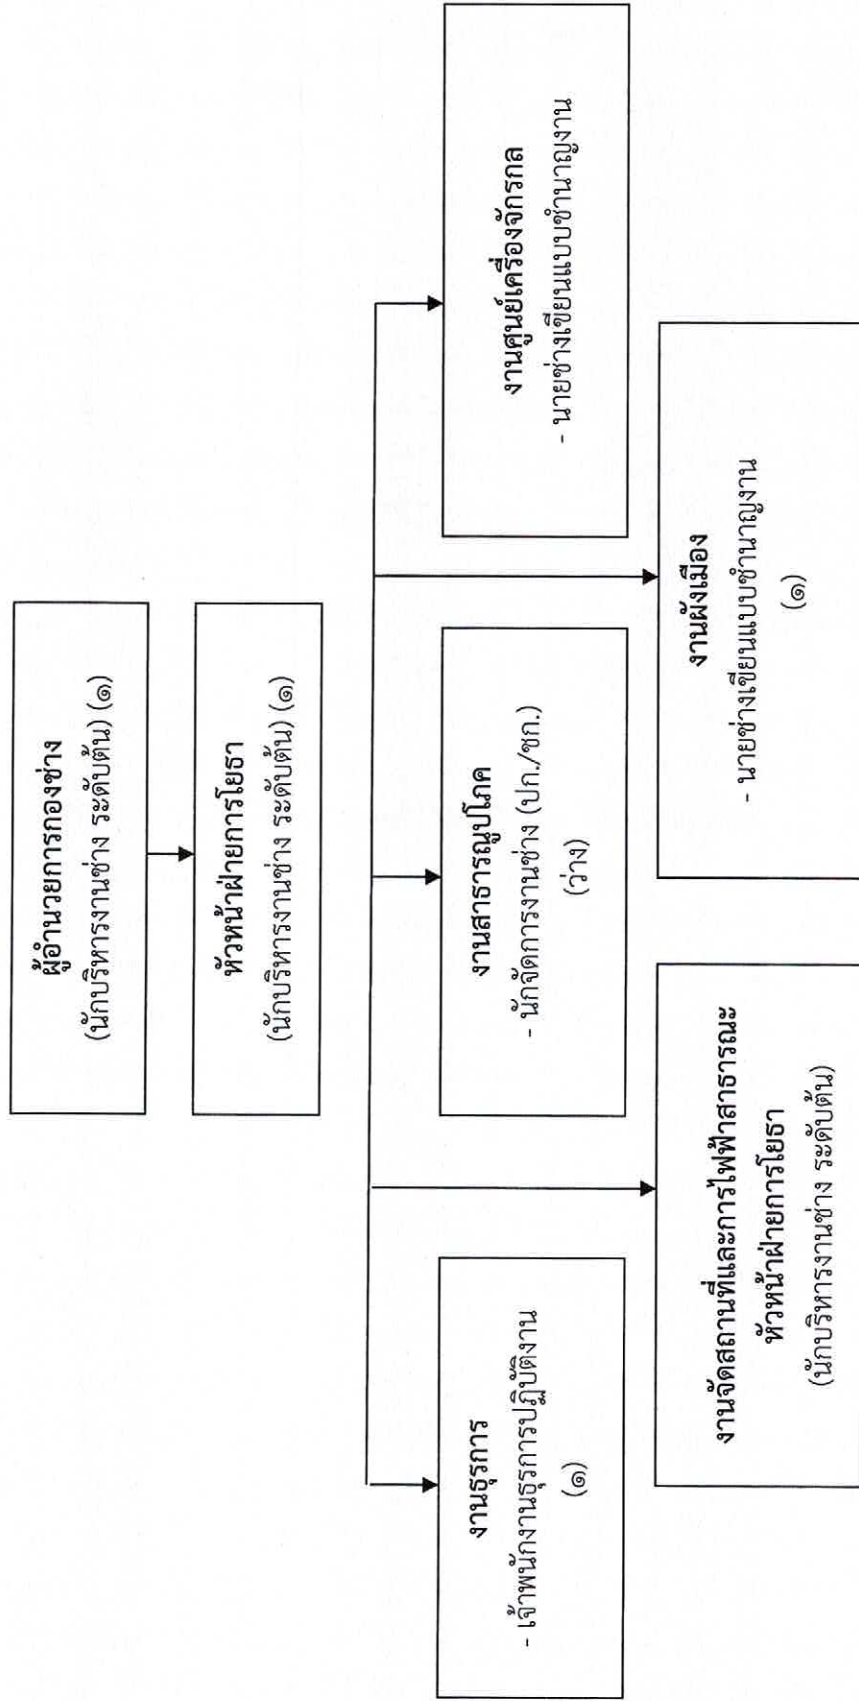 ผู้อำนวยการกองช่าง
(นักบริหารงานช่าง ระดับต้น) (๑)
หัวหน้าฝ่ายการโยธา
(นักบริหารงานช่าง ระดับต้น) (๑)
งานธุรการ
- เจ้าพนักงานธุรการปฏิบัติงาน
(๑)
งานสาธารณูปโภค
- นักจัดการงานช่าง (ปก./ชก.)
(ว่าง)
งานศูนย์เครื่องจักรกล
- นายช่างเขียนแบบชำนาญงาน
งานจัดสถานที่และการไฟฟ้าสาธารณะ
หัวหน้าฝ่ายการโยธา
(นักบริหารงานช่าง ระดับต้น)
งานผังเมือง
- นายช่างเขียนแบบชำนาญงาน
(๑)